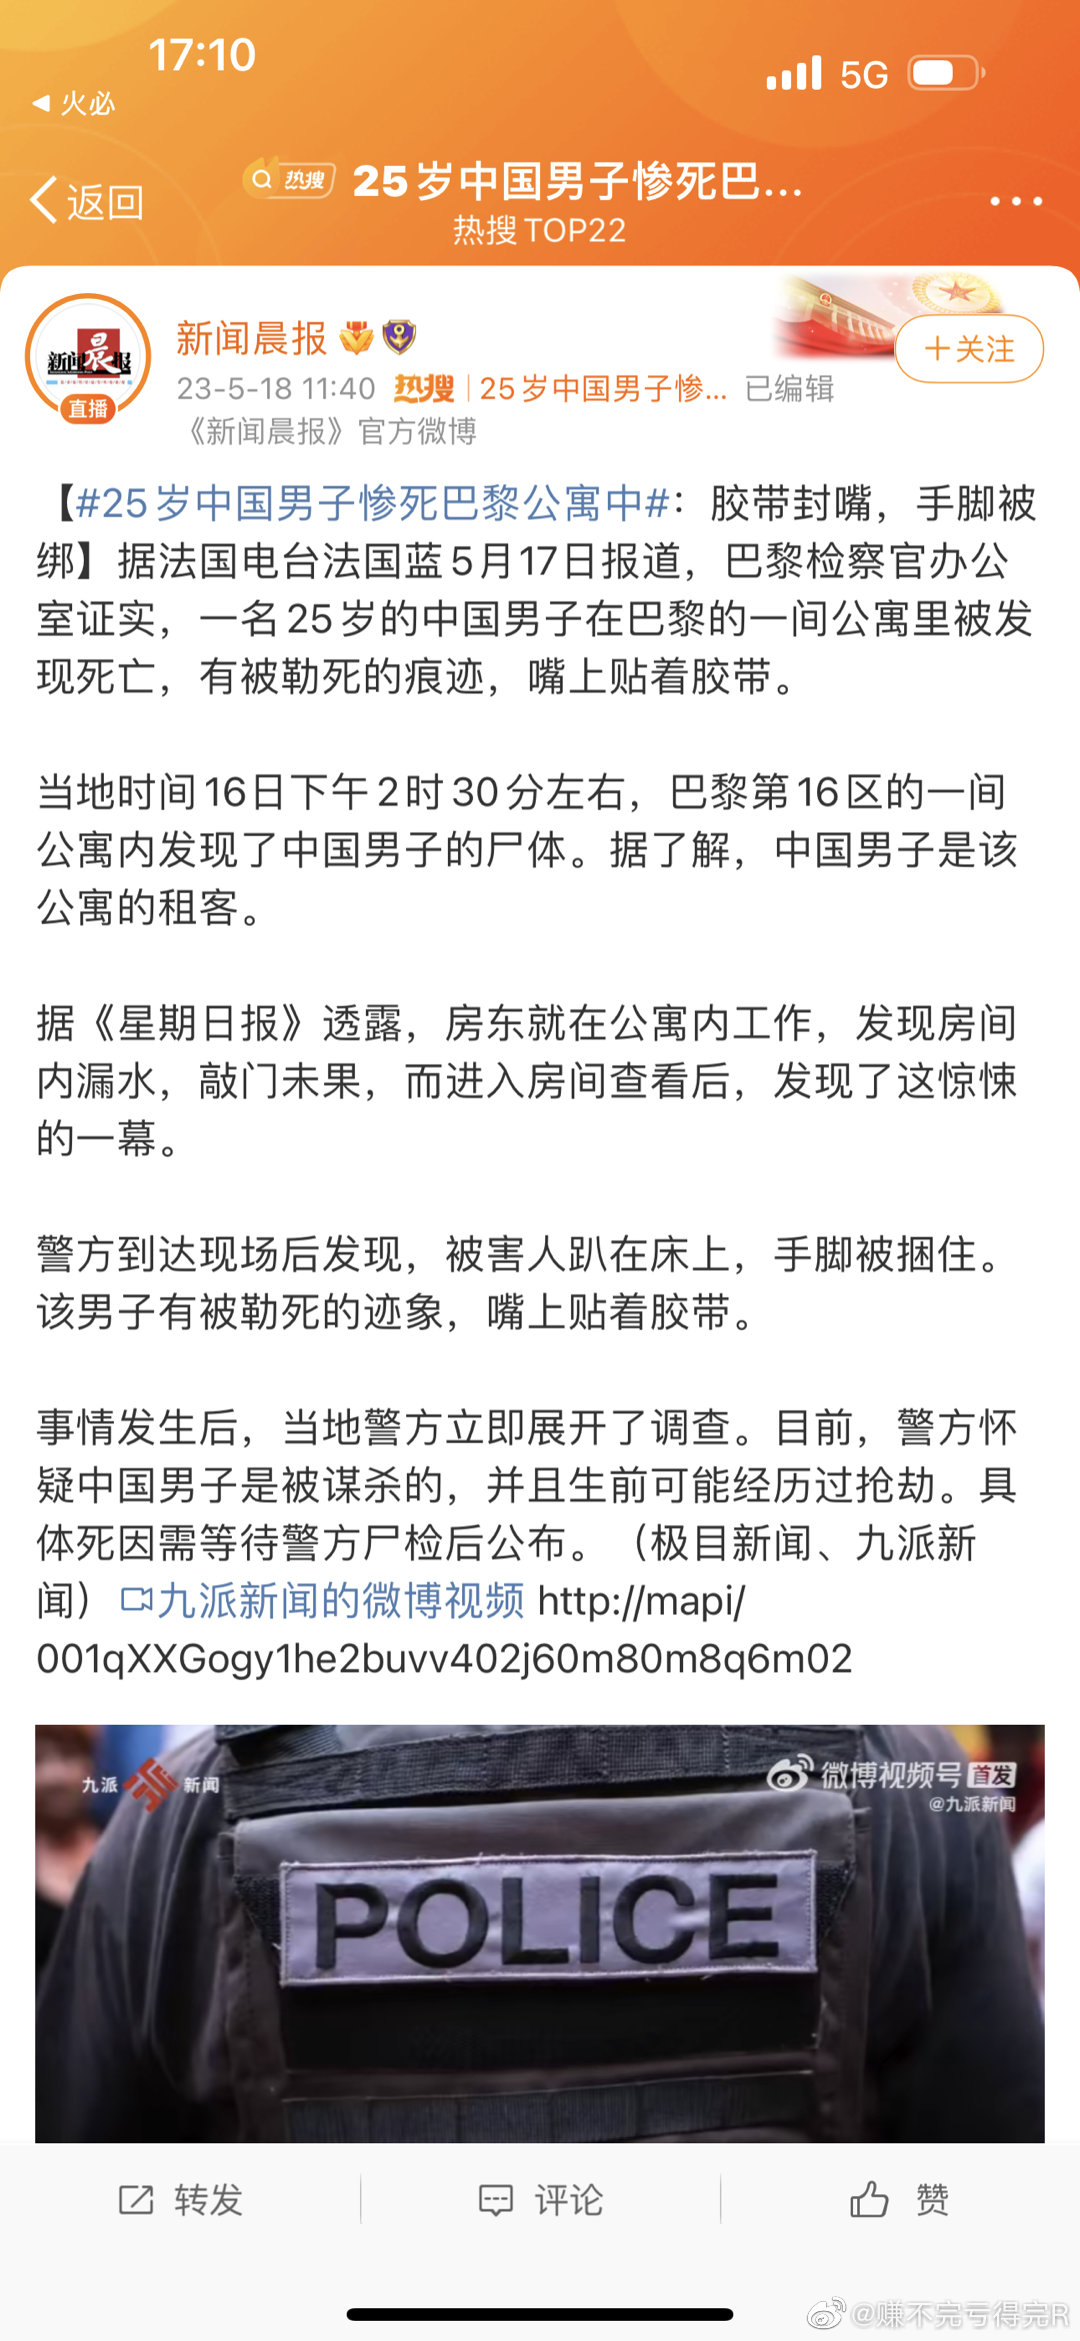 17:10
5G
火必
返回
热搜
25岁中国男子惨死巴...
热搜TOP22
新闻晨报
直播
新闻晨报
+关注
23-5-18 11:40 热搜 | 25岁中国男子惨... 已编辑
《新闻晨报》官方微博
【#25岁中国男子惨死巴黎公寓中#：胶带封嘴，手脚被
绑】据法国电台法国蓝5月17日报道，巴黎检察官办公
室证实，一名25岁的中国男子在巴黎的一间公寓里被发
现死亡，有被勒死的痕迹，嘴上贴着胶带。
当地时间16日下午2时30分左右，巴黎第16区的一间
公寓内发现了中国男子的尸体。据了解，中国男子是该
公寓的租客。
据《星期日报》透露，房东就在公寓内工作，发现房间
内漏水，敲门未果，而进入房间查看后，发现了这惊悚
的一幕。
警方到达现场后发现，被害人趴在床上，手脚被捆住。
该男子有被勒死的迹象，嘴上贴着胶带。
事情发生后，当地警方立即展开了调查。目前，警方怀
疑中国男子是被谋杀的，并且生前可能经历过抢劫。具
体死因需等待警方尸检后公布。（极目新闻、九派新
闻）九派新闻的微博视频 http://mapi/
001qXXGogy1he2buvv402j60m80m8q6m02
九派 新闻
微博视频号 首发
@九派新闻
POLICE
转发
评论
赞
@赚不完亏得完R